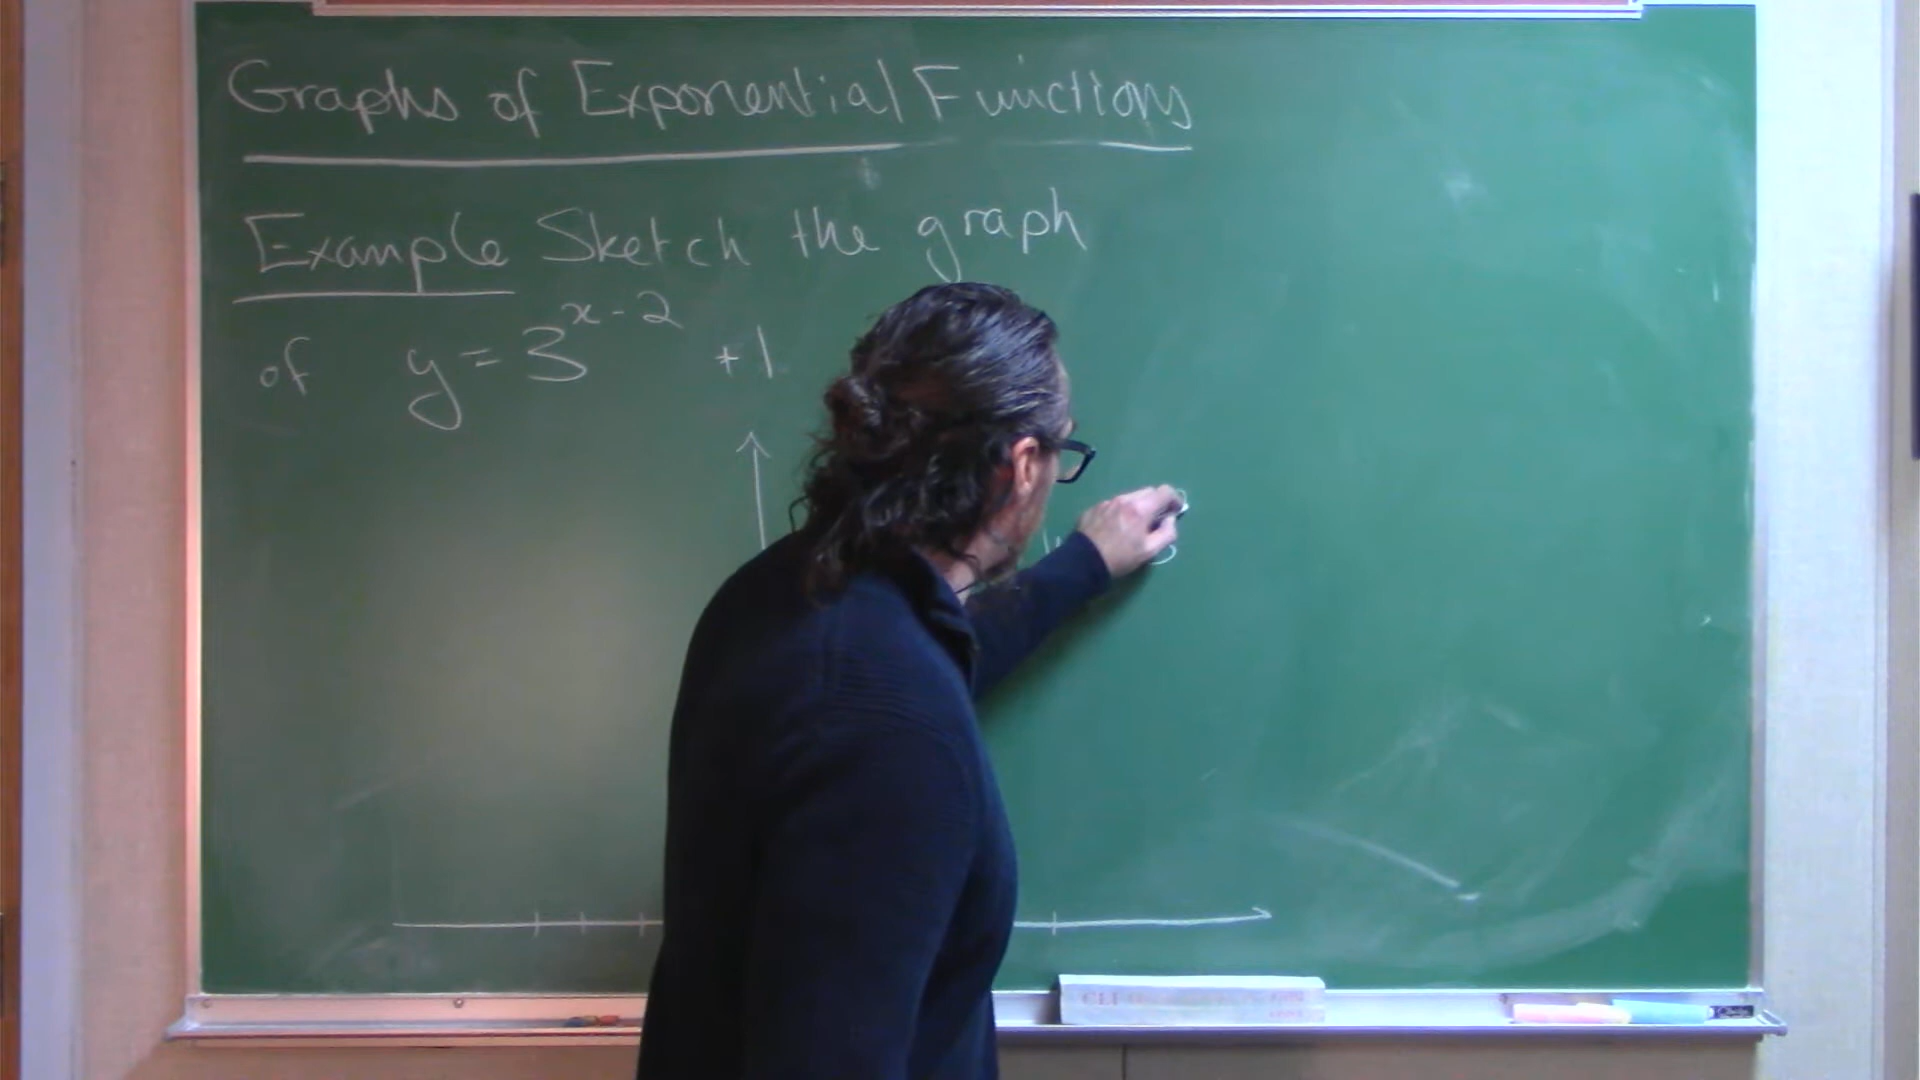 Graphs of Exponential Functions
Example Sketch the graph
of y = 3^{x-2} + 1